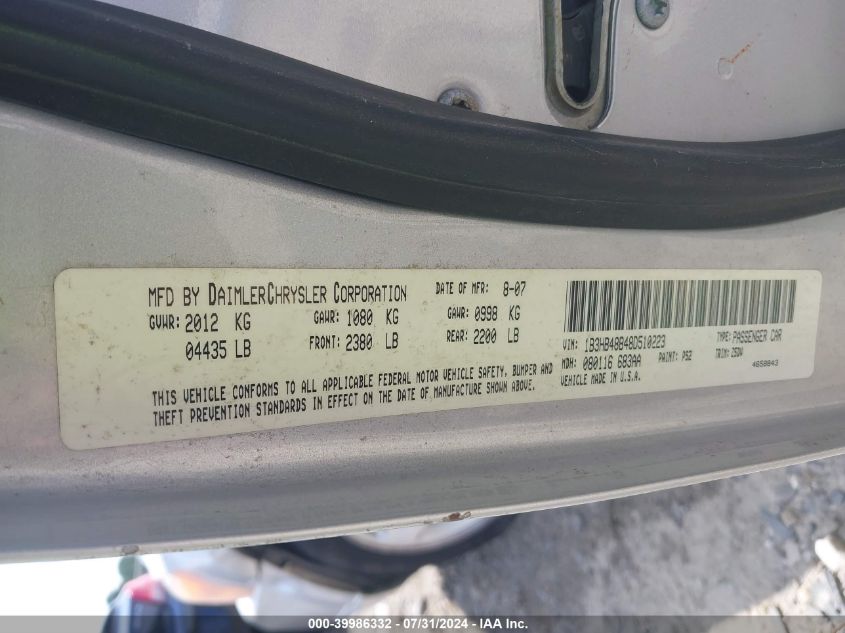 MFD BY DAIMLERCHRYSLER CORPORATION DATE OF MFR: 8-07
GVWR: 2012 KG GAWR: 1080 KG GAWR: 0998 KG
04435 LB FRONT: 2380 LB REAR: 2200 LB
THIS VEHICLE CONFORMS TO ALL APPLICABLE FEDERAL MOTOR VEHICLE SAFETY, BUMPER AND
THEFT PREVENTION STANDARDS IN EFFECT ON THE DATE OF MANUFACTURE SHOWN ABOVE.
VIN: 1B3HB48B48D510223 TYPE: PASSENGER CAR
MDH: 080116 683AA PAINT: PS2 TRIM: Z5DV
VEHICLE MADE IN U.S.A. 4658843
000-39986332 - 07/31/2024 - IAA Inc.